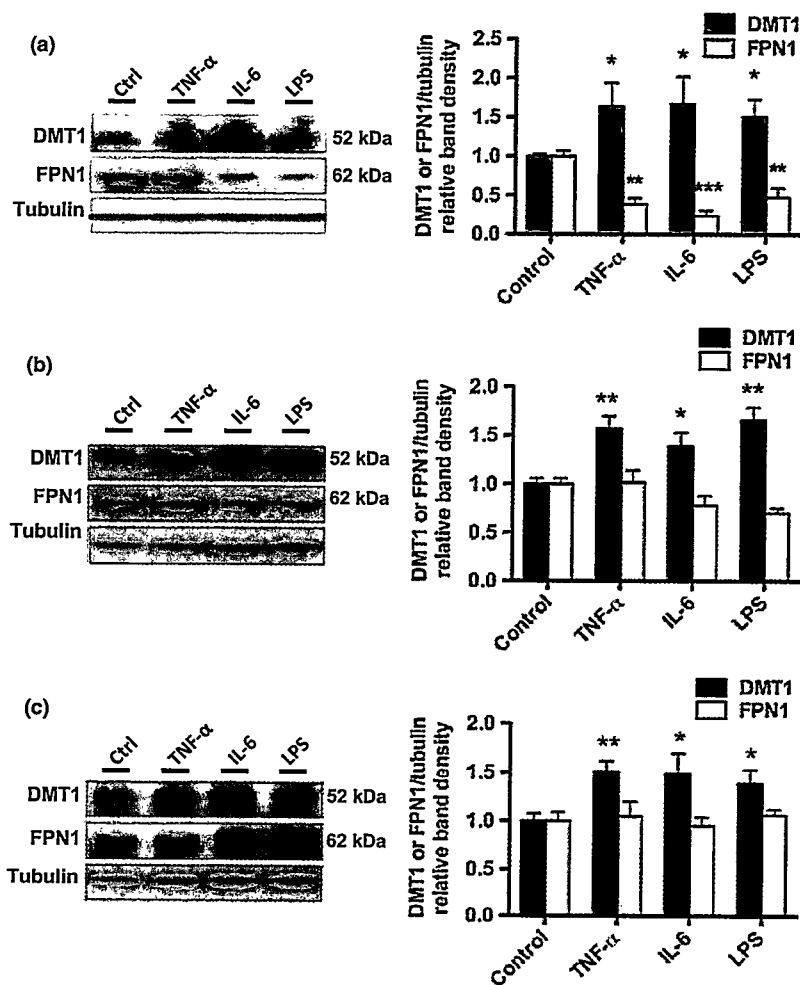 (a)
Ctrl TNF-α IL-6 LPS
DMT1 52 kDa
FPN1 62 kDa
Tubulin
DMT1
FPN1
DMT1 or FPN1/tubulin
relative band density
2.5
2.0
1.5
1.0
0.5
0.0
* * *
** *** **
Control TNF-α IL-6 LPS
(b)
Ctrl TNF-α IL-6 LPS
DMT1 52 kDa
FPN1 62 kDa
Tubulin
DMT1
FPN1
DMT1 or FPN1/tubulin
relative band density
2.0
1.5
1.0
0.5
0.0
** * **
Control TNF-α IL-6 LPS
(c)
Ctrl TNF-α IL-6 LPS
DMT1 52 kDa
FPN1 62 kDa
Tubulin
DMT1
FPN1
DMT1 or FPN1/tubulin
relative band density
2.0
1.5
1.0
0.5
0.0
** * *
Control TNF-α IL-6 LPS